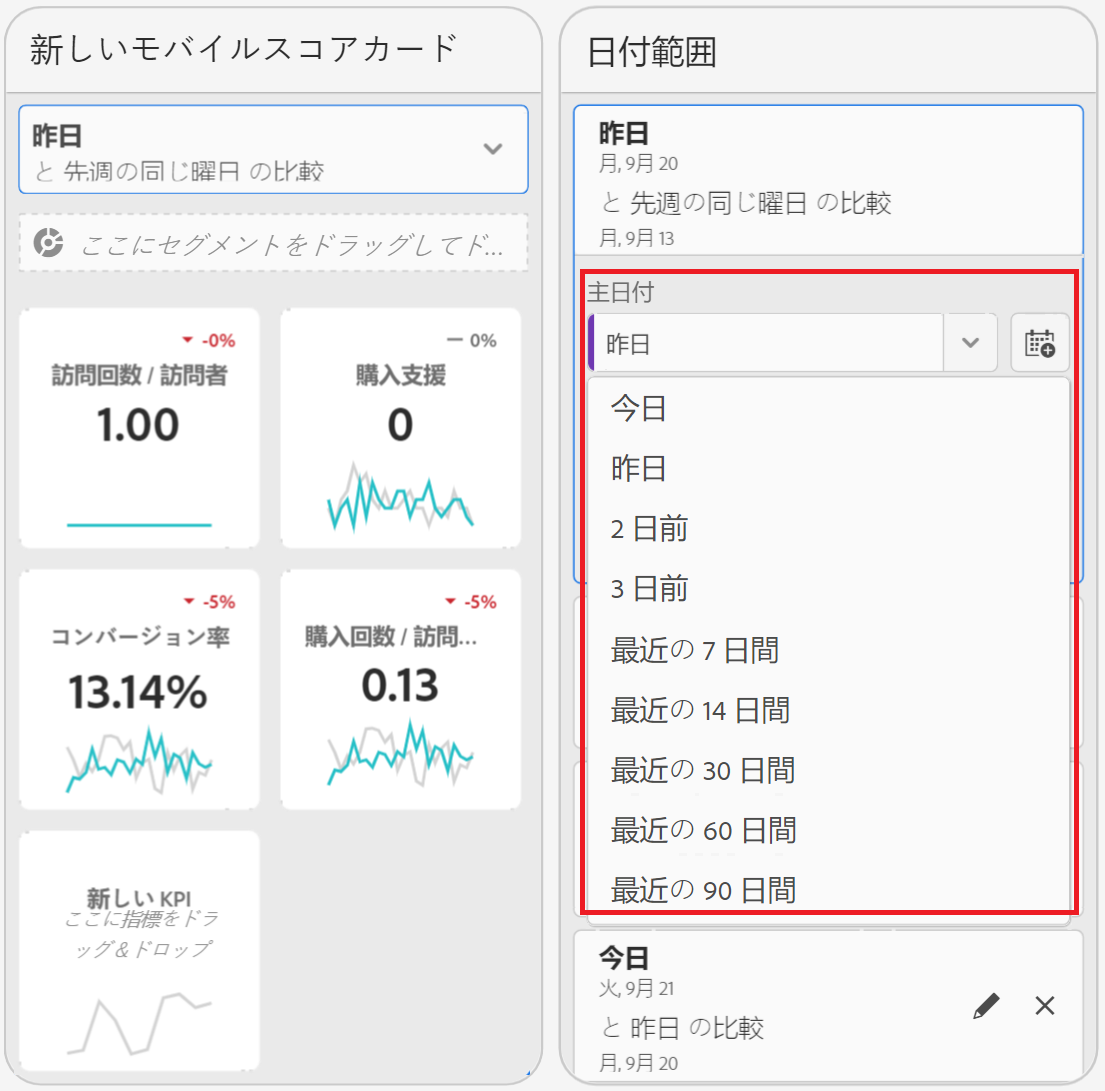 新しいモバイルスコアカード
昨日
と 先週の同じ曜日 の比較
ここにセグメントをドラッグしてド...
-0%
訪問回数 / 訪問者
1.00
0%
購入支援
0
-5%
コンバージョン率
13.14%
-5%
購入回数 / 訪問...
0.13
新しい KPI
ここに指標をドラ
ッグ＆ドロップ
日付範囲
昨日
月, 9月 20
と 先週の同じ曜日 の比較
月, 9月 13
主日付
昨日
今日
昨日
2 日前
3 日前
最近の 7 日間
最近の 14 日間
最近の 30 日間
最近の 60 日間
最近の 90 日間
今日
火, 9月 21
と 昨日 の比較
月, 9月 20